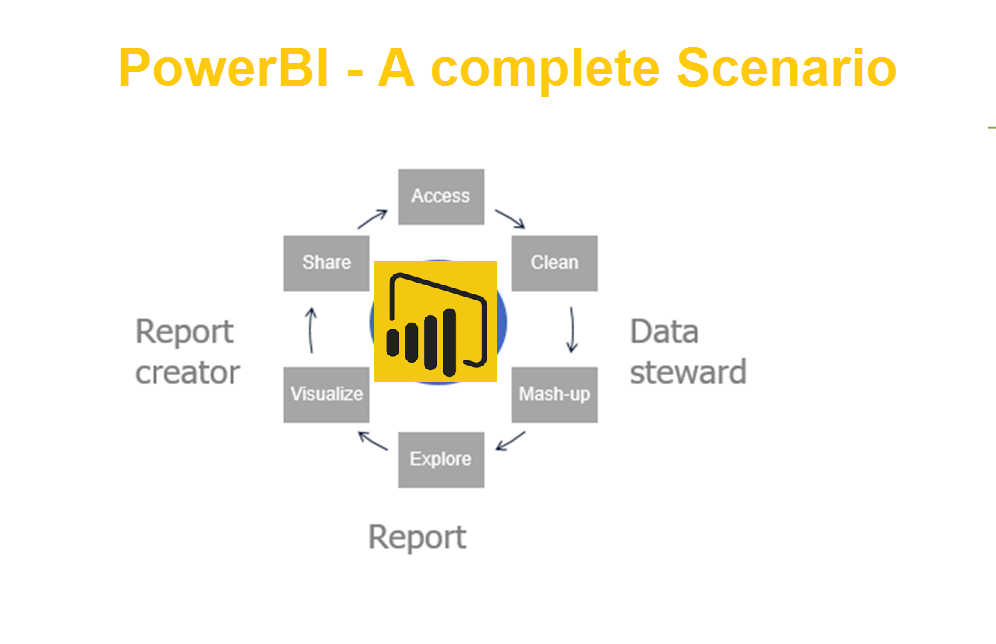 PowerBI - A complete Scenario
Access
Share
Clean
Report
creator
Data
steward
Visualize
Mash-up
Explore
Report